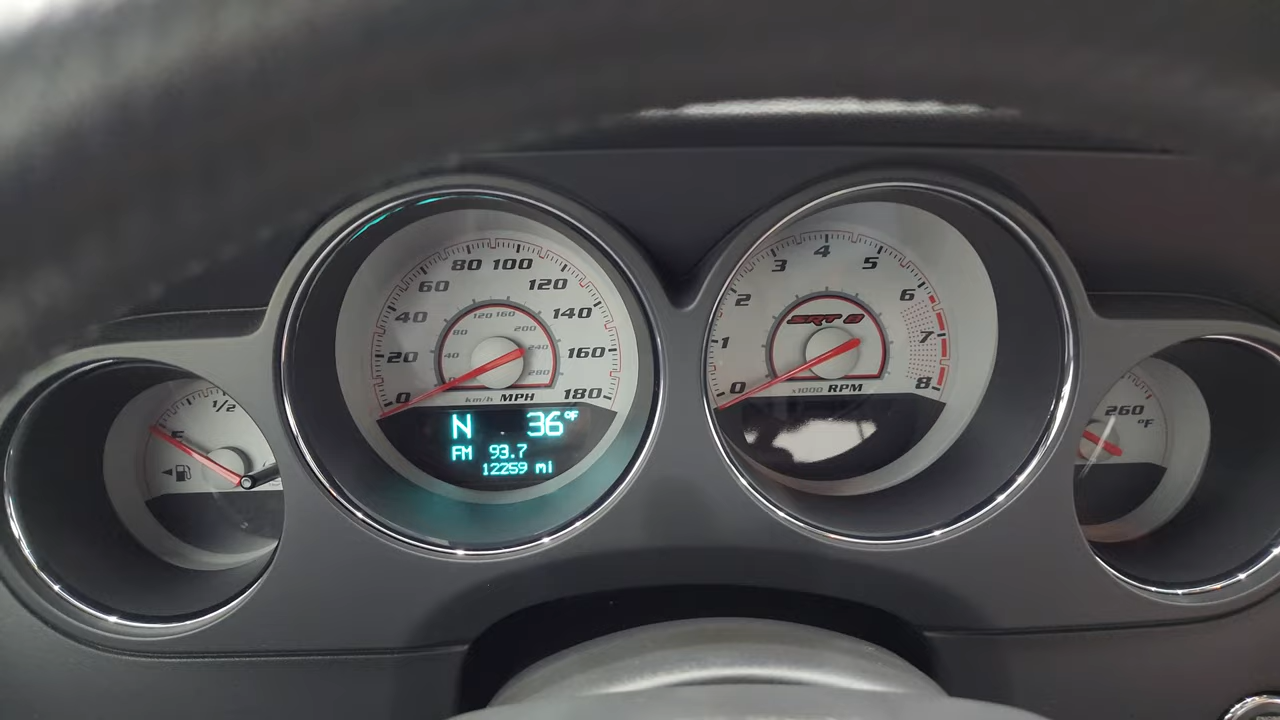 0 20 40 60 80 100 120 140 160 180
40 80 120 160 200 240 280
km/h MPH
N 36°F
FM 93.7
12259 mi
0 1 2 3 4 5 6 7 8
SRT 8
x1000 RPM
1/2
E
260
°F